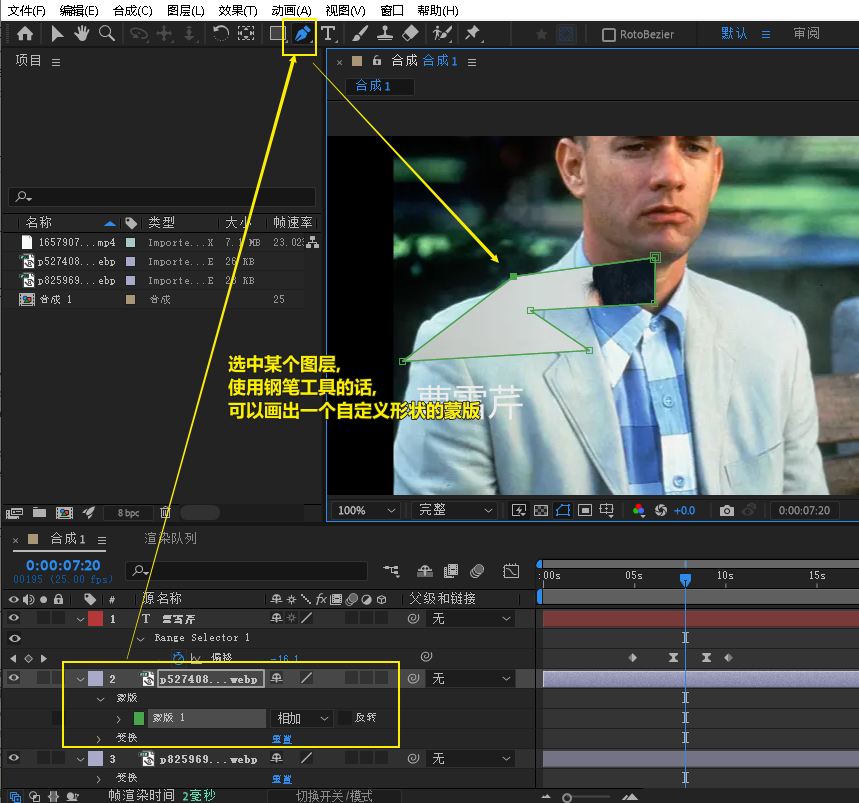 文件(F) 编辑(E) 合成(C) 图层(L) 效果(T) 动画(A) 视图(V) 窗口 帮助(H)
T RotoBezier 默认 审阅
项目
合成 合成 1
合成 1
名称 类型 大小 帧速率
1657907...mp4 Importe...X 7. MB 23.02
p527408...ebp Importe...E 26 KB
p825969...ebp Importe...E KB
合成 1 合成 25
选中某个图层,
使用钢笔工具的话,
可以画出一个自定义形状的蒙版
曹雪芹
8 bpc
100% 完整 +0.0 0:00:07:20
合成 1 渲染队列
0:00:07:20
00195 (25.00 fps)
:00s 05s 10s 15s
# 源名称 fx 父级和链接
1 T 曹雪芹 无
Range Selector 1
偏移 -16.1
2 p527408...webp 无
蒙版
蒙版 1 相加 反转
变换 重置
3 p825969...webp 无
变换 重置
帧渲染时间 2毫秒 切换开关/模式